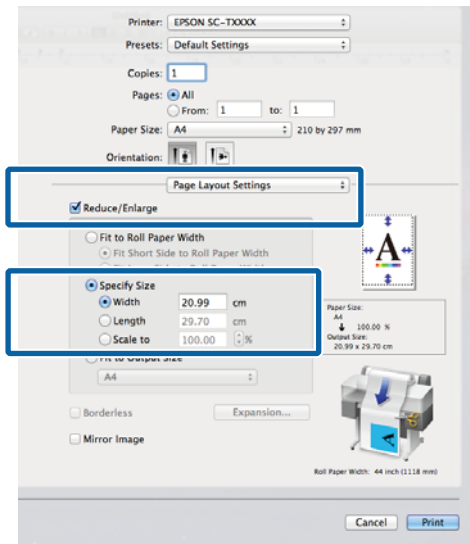 Printer: EPSON SC-TXXXX
Presets: Default Settings
Copies: 1
Pages: All
From: 1 to: 1
Paper Size: A4 210 by 297 mm
Orientation:
Page Layout Settings
Reduce/Enlarge
Fit to Roll Paper Width
Fit Short Side to Roll Paper Width
Specify Size
Width 20.99 cm
Length 29.70 cm
Scale to 100.00 %
Fit to Output Size
A4
Borderless Expansion...
Mirror Image
A
Paper Size:
A4
100.00 %
Output Size:
20.99 x 29.70 cm
Roll Paper Width: 44 inch (1118 mm)
Cancel Print